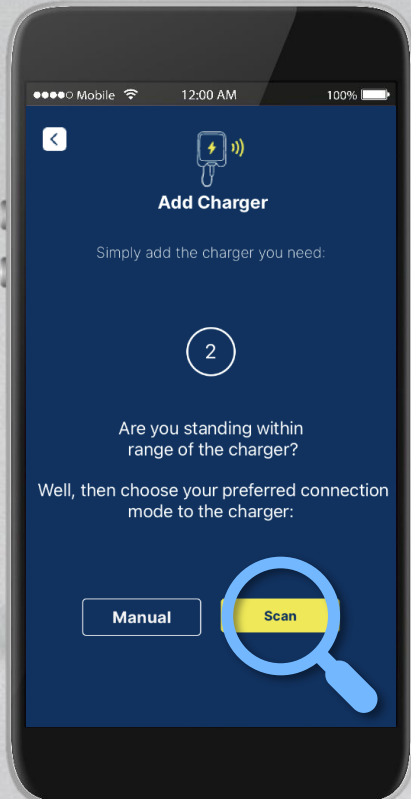 Mobile 12:00 AM 100%
Add Charger
Simply add the charger you need:
2
Are you standing within
range of the charger?
Well, then choose your preferred connection
mode to the charger:
Manual Scan